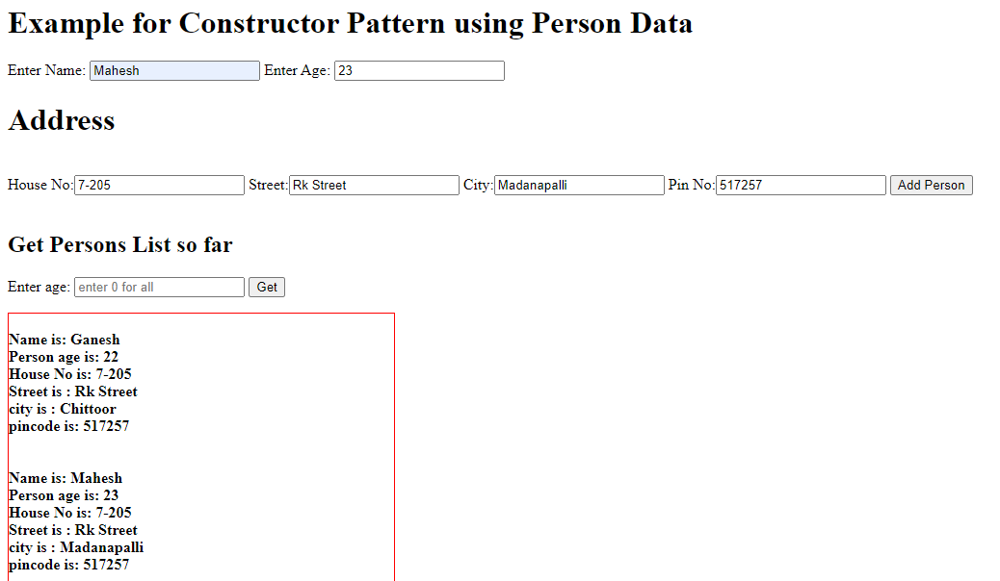 Example for Constructor Pattern using Person Data
Enter Name: Mahesh Enter Age: 23
Address
House No: 7-205 Street: Rk Street City: Madanapalli Pin No: 517257 Add Person
Get Persons List so far
Enter age: enter 0 for all Get
Name is: Ganesh
Person age is: 22
House No is: 7-205
Street is : Rk Street
city is : Chittoor
pincode is: 517257
Name is: Mahesh
Person age is: 23
House No is: 7-205
Street is : Rk Street
city is : Madanapalli
pincode is: 517257